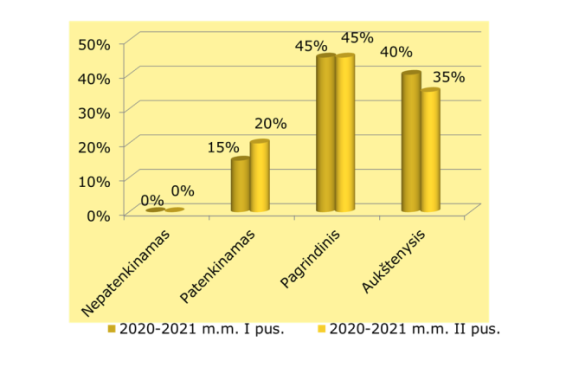 50%
40%
30%
20%
10%
0%
0%
0%
15%
20%
45%
45%
40%
35%
Nepatenkinamas
Patenkinamas
Pagrindinis
Aukštenysis
2020-2021 m.m. I pus.
2020-2021 m.m. II pus.